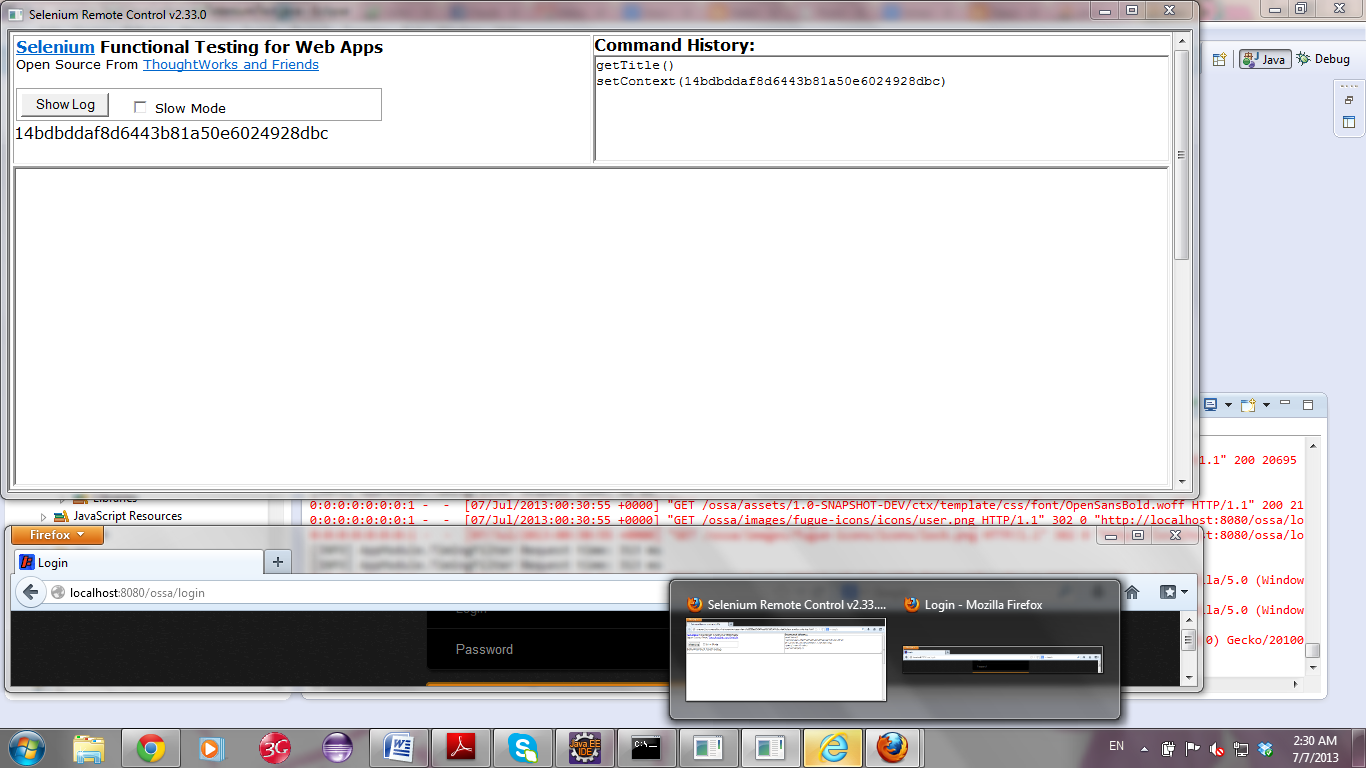 Selenium Remote Control v2.33.0
Selenium Functional Testing for Web Apps
Open Source From ThoughtWorks and Friends
Show Log
Slow Mode
14bdbddaf8d6443b81a50e6024928dbc
Command History:
getTitle()
setContext(14bdbddaf8d6443b81a50e6024928dbc)
Java
Debug
1.1" 200 20695
JavaScript Resources
0:0:0:0:0:0:0:1 - - [07/Jul/2013:00:30:55 +0000] "GET /ossa/assets/1.0-SNAPSHOT-DEV/ctx/template/css/font/OpenSansBold.woff HTTP/1.1" 200 21
0:0:0:0:0:0:0:1 - - [07/Jul/2013:00:30:55 +0000] "GET /ossa/images/fugue-icons/icons/user.png HTTP/1.1" 302 0 "http://localhost:8080/ossa/lo
Firefox
host:8080/ossa/lo
Login
localhost:8080/ossa/login
la/5.0 (Window
la/5.0 (Window
0) Gecko/20100
Login
Password
Selenium Remote Control v2.33....
Login - Mozilla Firefox
Java EE
IDE
C:\
3G
EN
2:30 AM
7/7/2013